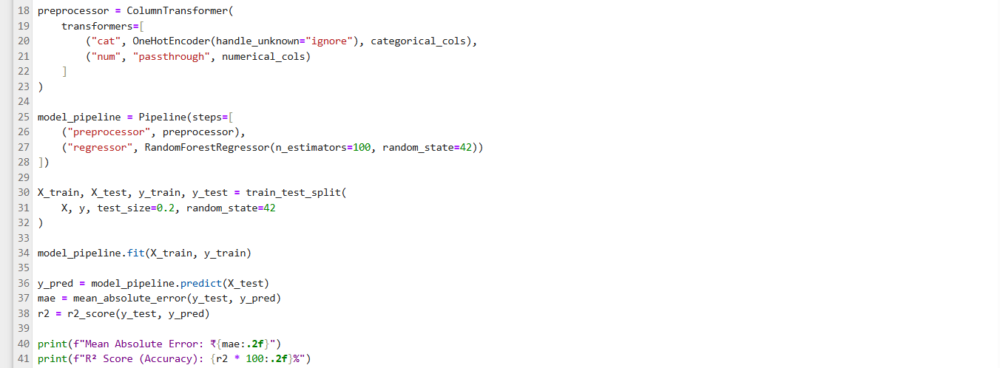 18 preprocessor = ColumnTransformer(
19     transformers=[
20         ("cat", OneHotEncoder(handle_unknown="ignore"), categorical_cols),
21         ("num", "passthrough", numerical_cols)
22     ]
23 )
24
25 model_pipeline = Pipeline(steps=[
26     ("preprocessor", preprocessor),
27     ("regressor", RandomForestRegressor(n_estimators=100, random_state=42))
28 ])
29
30 X_train, X_test, y_train, y_test = train_test_split(
31     X, y, test_size=0.2, random_state=42
32 )
33
34 model_pipeline.fit(X_train, y_train)
35
36 y_pred = model_pipeline.predict(X_test)
37 mae = mean_absolute_error(y_test, y_pred)
38 r2 = r2_score(y_test, y_pred)
39
40 print(f"Mean Absolute Error: ₹{mae:.2f}")
41 print(f"R² Score (Accuracy): {r2 * 100:.2f}%")